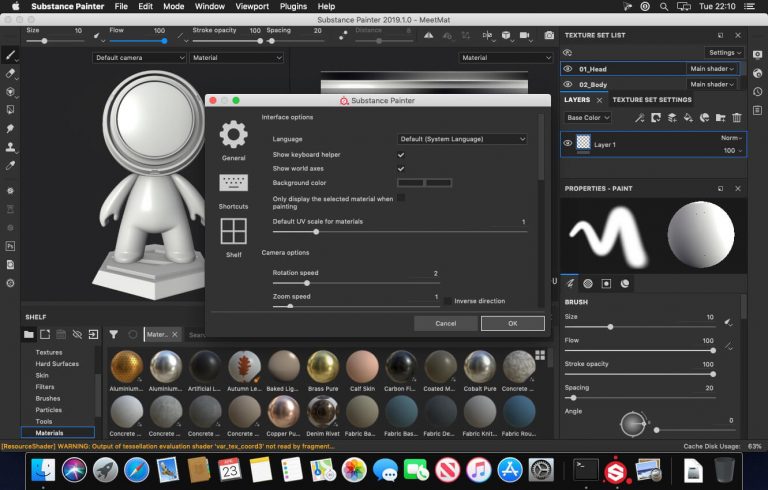 Substance Painter File Edit Mode Window Viewport Plugins Help Tue 22:10
Substance Painter 2019.1.0 - MeetMat
Size 10 Flow 100 Stroke opacity 100 Spacing 20 Distance 8
Default camera Material Material
TEXTURE SET LIST
Settings
01_Head Main shader
02_Body Main shader
LAYERS TEXTURE SET SETTINGS
Base Color
Layer 1 Norm 100
PROPERTIES - PAINT
BRUSH
Size 10
Flow 100
Stroke opacity 100
Spacing 20
Angle 0
Substance Painter
General
Shortcuts
Shelf
Interface options
Language Default (System Language)
Show keyboard helper
Show world axes
Background color
Only display the selected material when
painting
Default UV scale for materials 1
Camera options
Rotation speed 2
Zoom speed 1 Inverse direction
Cancel OK
SHELF
Mater... Search
Textures
Hard Surfaces
Skin
Filters
Brushes
Particles
Tools
Materials
Aluminium... Aluminium... Artificial L... Autumn Le... Baked Lig... Brass Pure Calf Skin Carbon Fi... Coated M... Cobalt Pure Concrete ...
Concrete ... Concrete ... Concrete ... Concrete ... Copper Pu... Denim Rivet Fabric Bas... Fabric Bas... Fabric De... Fabric Knit... Fabric Rou...
[ResourceShader] WARNING: Output of tessellation evaluation shader 'var_tex_coord3' not read by fragment... Cache Disk Usage: 63%
23